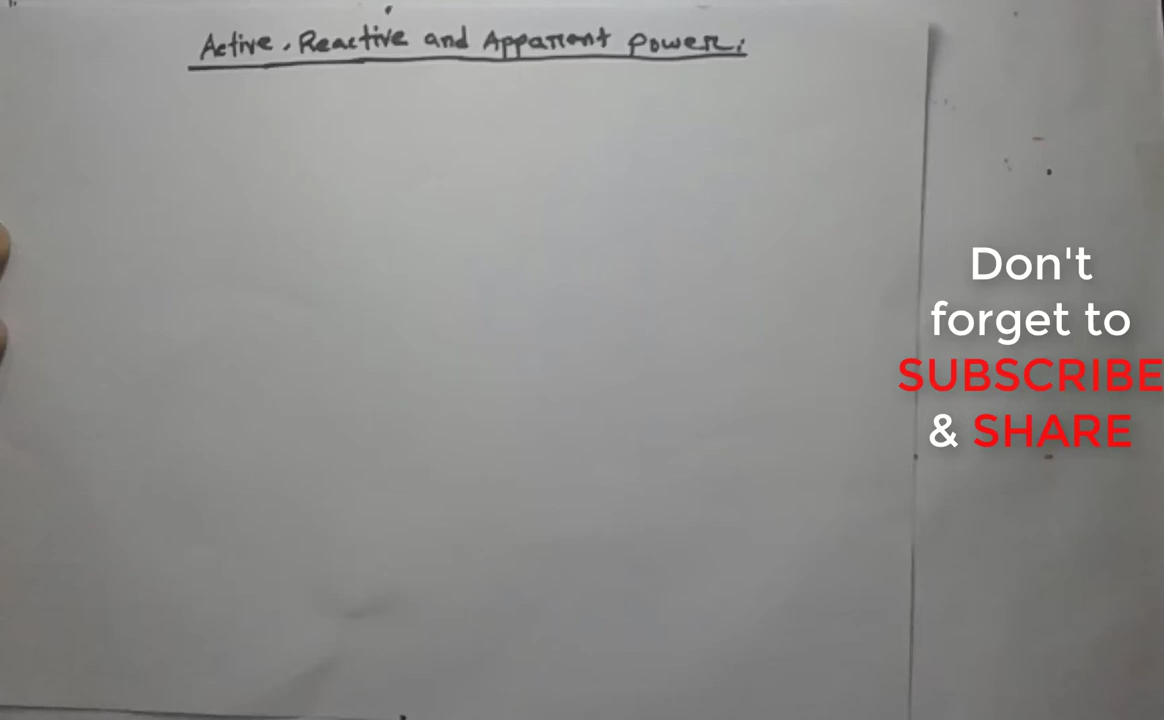 Active, Reactive and Apparent power:
Don't
forget to
SUBSCRIBE
& SHARE